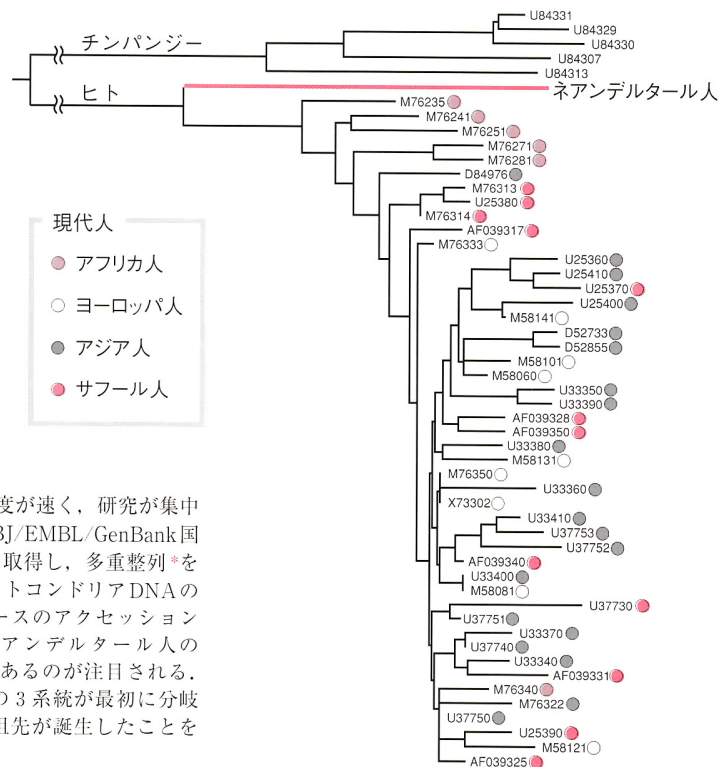 U84331
U84329
U84330
U84307
U84313
チンパンジー
ヒト
ネアンデルタール人
M76235
M76241
M76251
M76271
M76281
D84976
M76313
U25380
M76314
AF039317
M76333
U25360
U25410
U25370
U25400
M58141
D52733
D52855
M58101
M58060
U33350
U33390
AF039328
AF039350
U33380
M58131
M76350
U33360
X73302
U33410
U37753
U37752
AF039340
U33400
M58081
U37730
U37751
U33370
U37740
U33340
AF039331
M76340
M76322
U37750
U25390
M58121
AF039325
現代人
アフリカ人
ヨーロッパ人
アジア人
サフール人
度が速く，研究が集中
BJ/EMBL/GenBank国
取得し，多重整列*を
トコンドリアDNAの
ースのアクセッション
アンデルタール人の
あるのが注目される．
の3系統が最初に分岐
祖先が誕生したことを